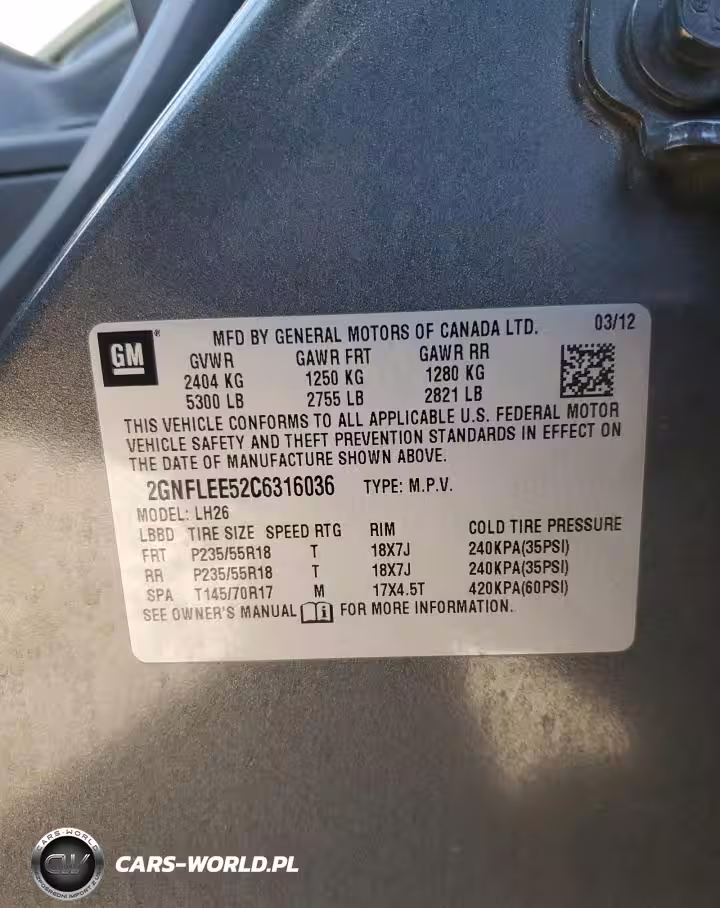 GM
®
MFD BY GENERAL MOTORS OF CANADA LTD. 03/12
GVWR GAWR FRT GAWR RR
2404 KG 1250 KG 1280 KG
5300 LB 2755 LB 2821 LB
THIS VEHICLE CONFORMS TO ALL APPLICABLE U.S. FEDERAL MOTOR
VEHICLE SAFETY AND THEFT PREVENTION STANDARDS IN EFFECT ON
THE DATE OF MANUFACTURE SHOWN ABOVE.
2GNFLEE52C6316036 TYPE: M.P.V.
MODEL: LH26
LBBD TIRE SIZE SPEED RTG RIM COLD TIRE PRESSURE
FRT P235/55R18 T 18X7J 240KPA(35PSI)
RR P235/55R18 T 18X7J 240KPA(35PSI)
SPA T145/70R17 M 17X4.5T 420KPA(60PSI)
SEE OWNER'S MANUAL i FOR MORE INFORMATION.
CARS-WORLD
CW
CARS-WORLD.PL